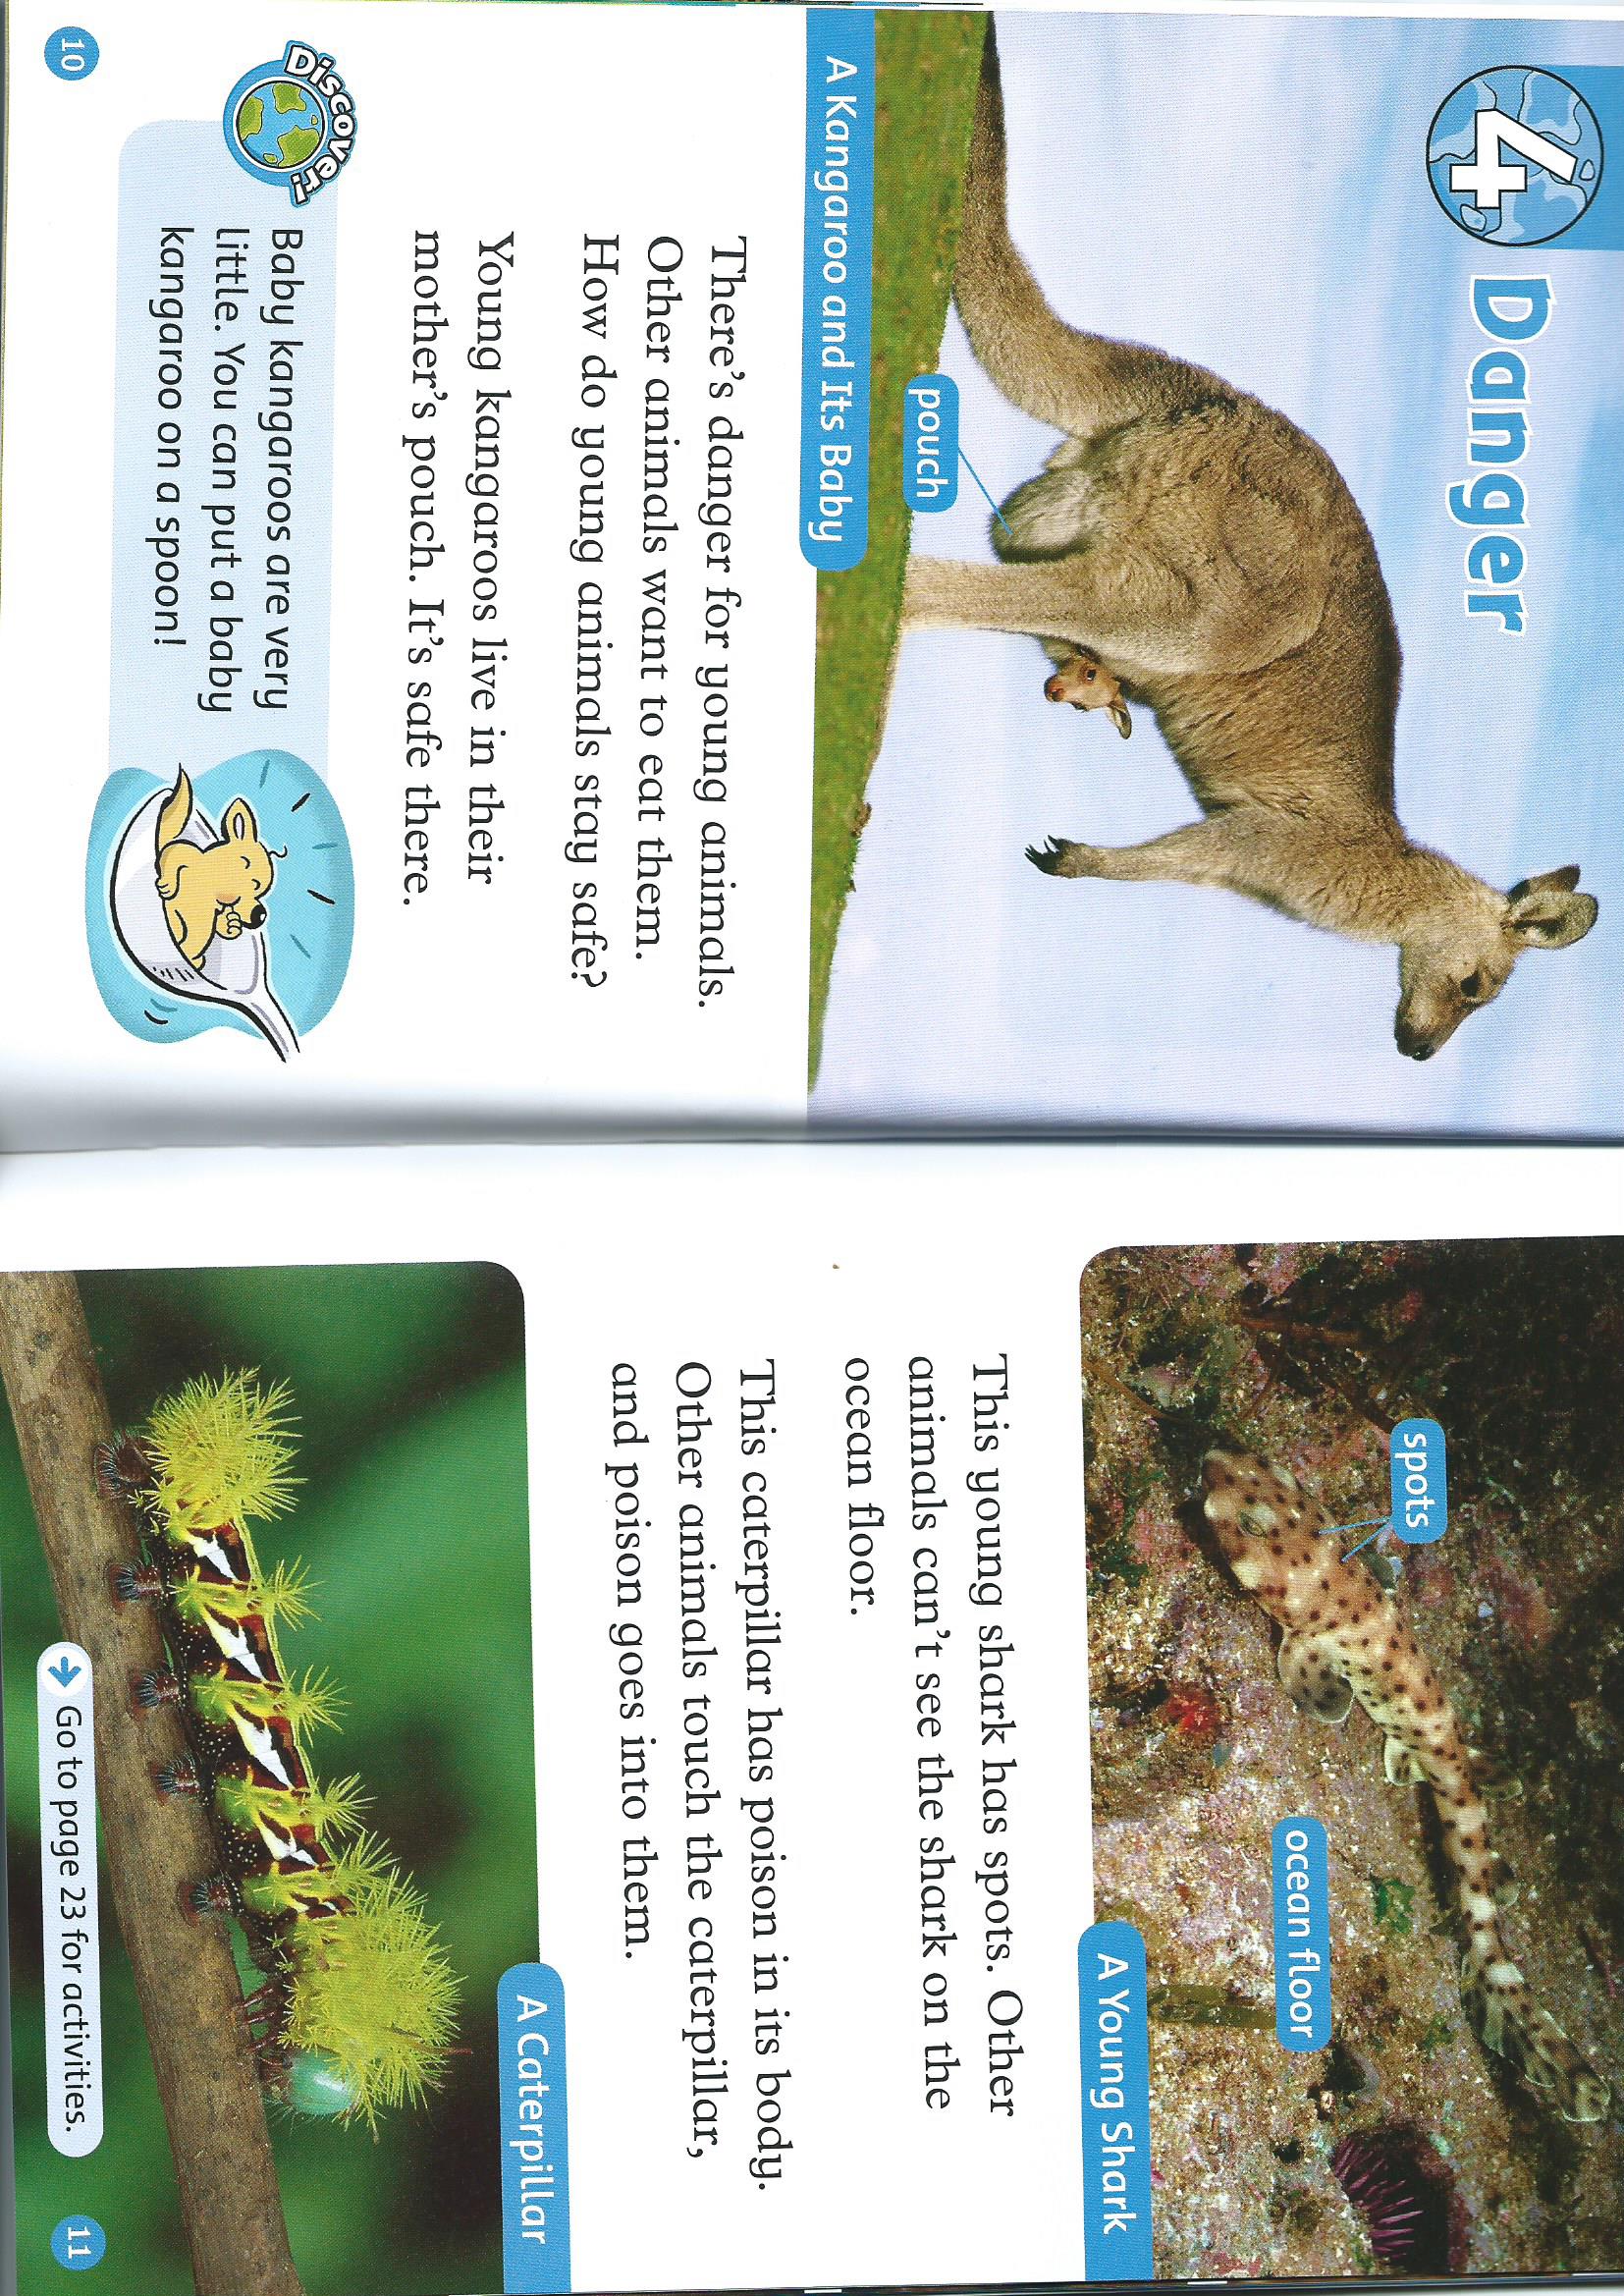 4 Danger
pouch
A Kangaroo and Its Baby
There's danger for young animals.
Other animals want to eat them.
How do young animals stay safe?
Young kangaroos live in their
mother's pouch. It's safe there.
Discover!
Baby kangaroos are very
little. You can put a baby
kangaroo on a spoon!
10
spots
ocean floor
A Young Shark
This young shark has spots. Other
animals can't see the shark on the
ocean floor.
This caterpillar has poison in its body.
Other animals touch the caterpillar,
and poison goes into them.
A Caterpillar
Go to page 23 for activities.
11